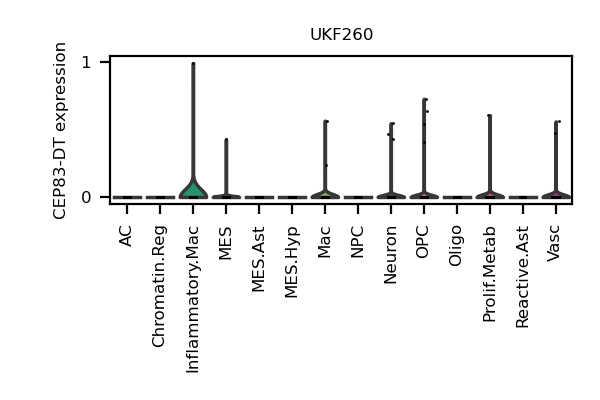 UKF260
CEP83-DT expression
1
0
AC
Chromatin.Reg
Inflammatory.Mac
MES
MES.Ast
MES.Hyp
Mac
NPC
Neuron
OPC
Oligo
Prolif.Metab
Reactive.Ast
Vasc